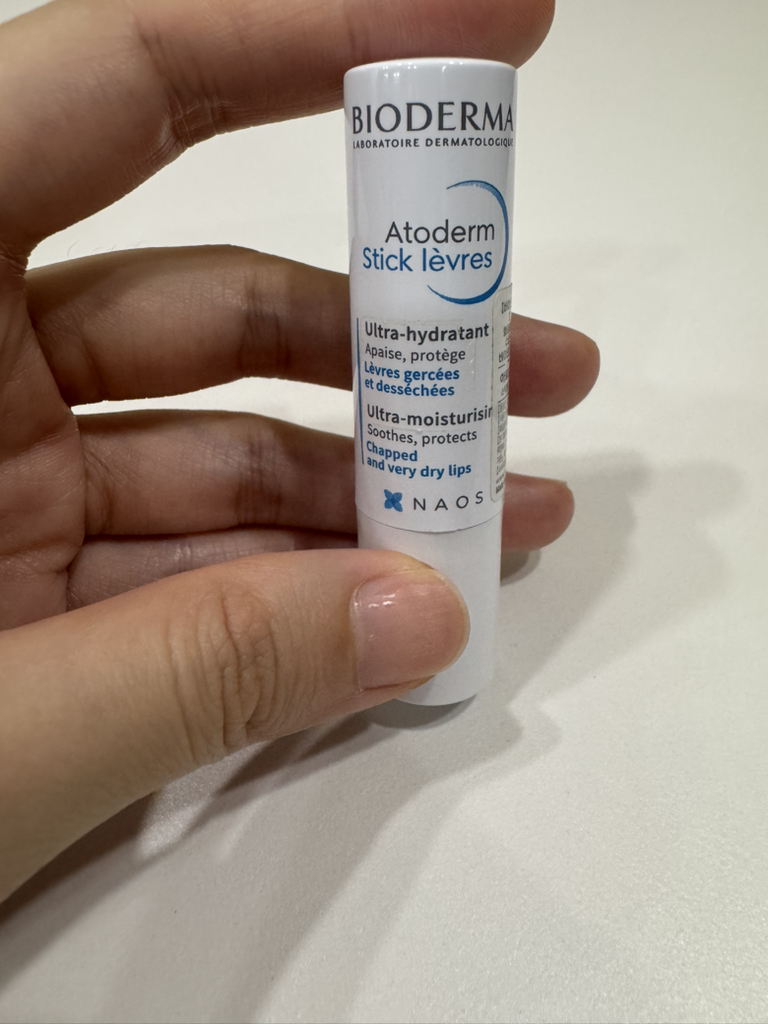 BIODERMA
LABORATOIRE DERMATOLOGIQUE
Atoderm
Stick lèvres
Ultra-hydratant
Apaise, protège
Lèvres gercées
et desséchées
Ultra-moisturisin
Soothes, protects
Chapped
and very dry lips
NAOS